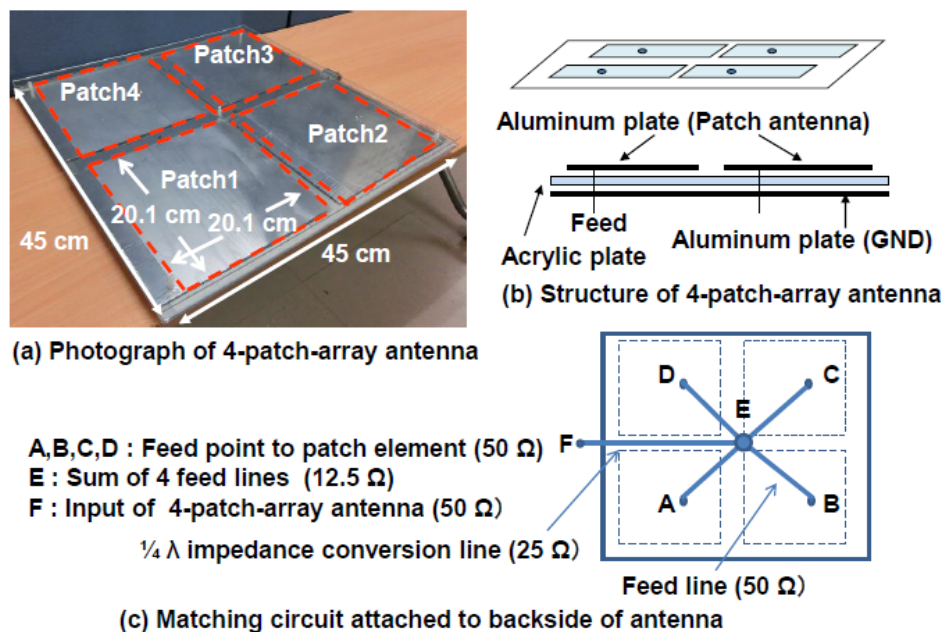 Patch3
Patch4
Patch2
Patch1
20.1 cm
20.1 cm
45 cm
45 cm
(a) Photograph of 4-patch-array antenna
Aluminum plate (Patch antenna)
Feed
Acrylic plate
Aluminum plate (GND)
(b) Structure of 4-patch-array antenna
A,B,C,D : Feed point to patch element (50 Ω)
E : Sum of 4 feed lines (12.5 Ω)
F : Input of 4-patch-array antenna (50 Ω)
¼ λ impedance conversion line (25 Ω)
D
C
E
F
A
B
Feed line (50 Ω)
(c) Matching circuit attached to backside of antenna